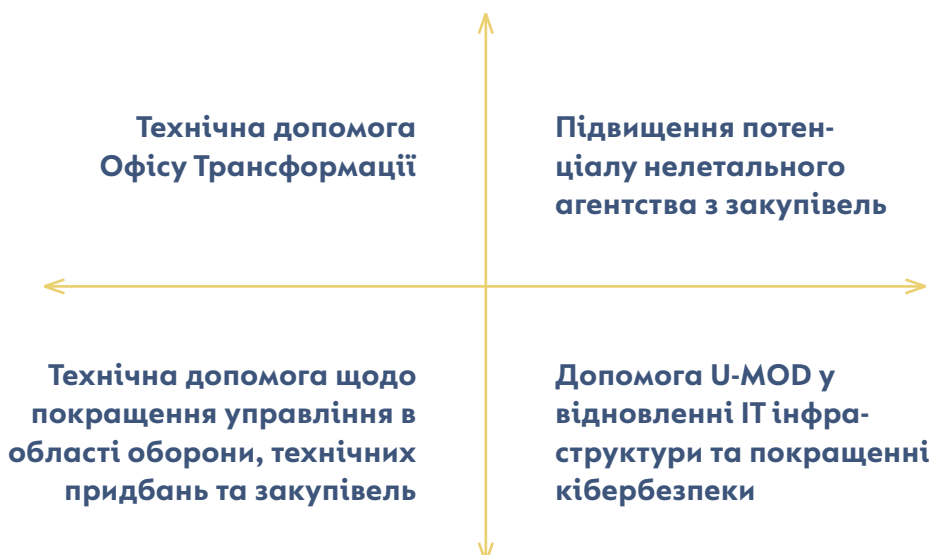 Технічна допомога
Офісу Трансформації
Підвищення потен-
ціалу нелетального
агентства з закупівель
Технічна допомога щодо
покращення управління в
області оборони, технічних
придбань та закупівель
Допомога U-MOD у
відновленні ІТ інфра-
структури та покращенні
кібербезпеки